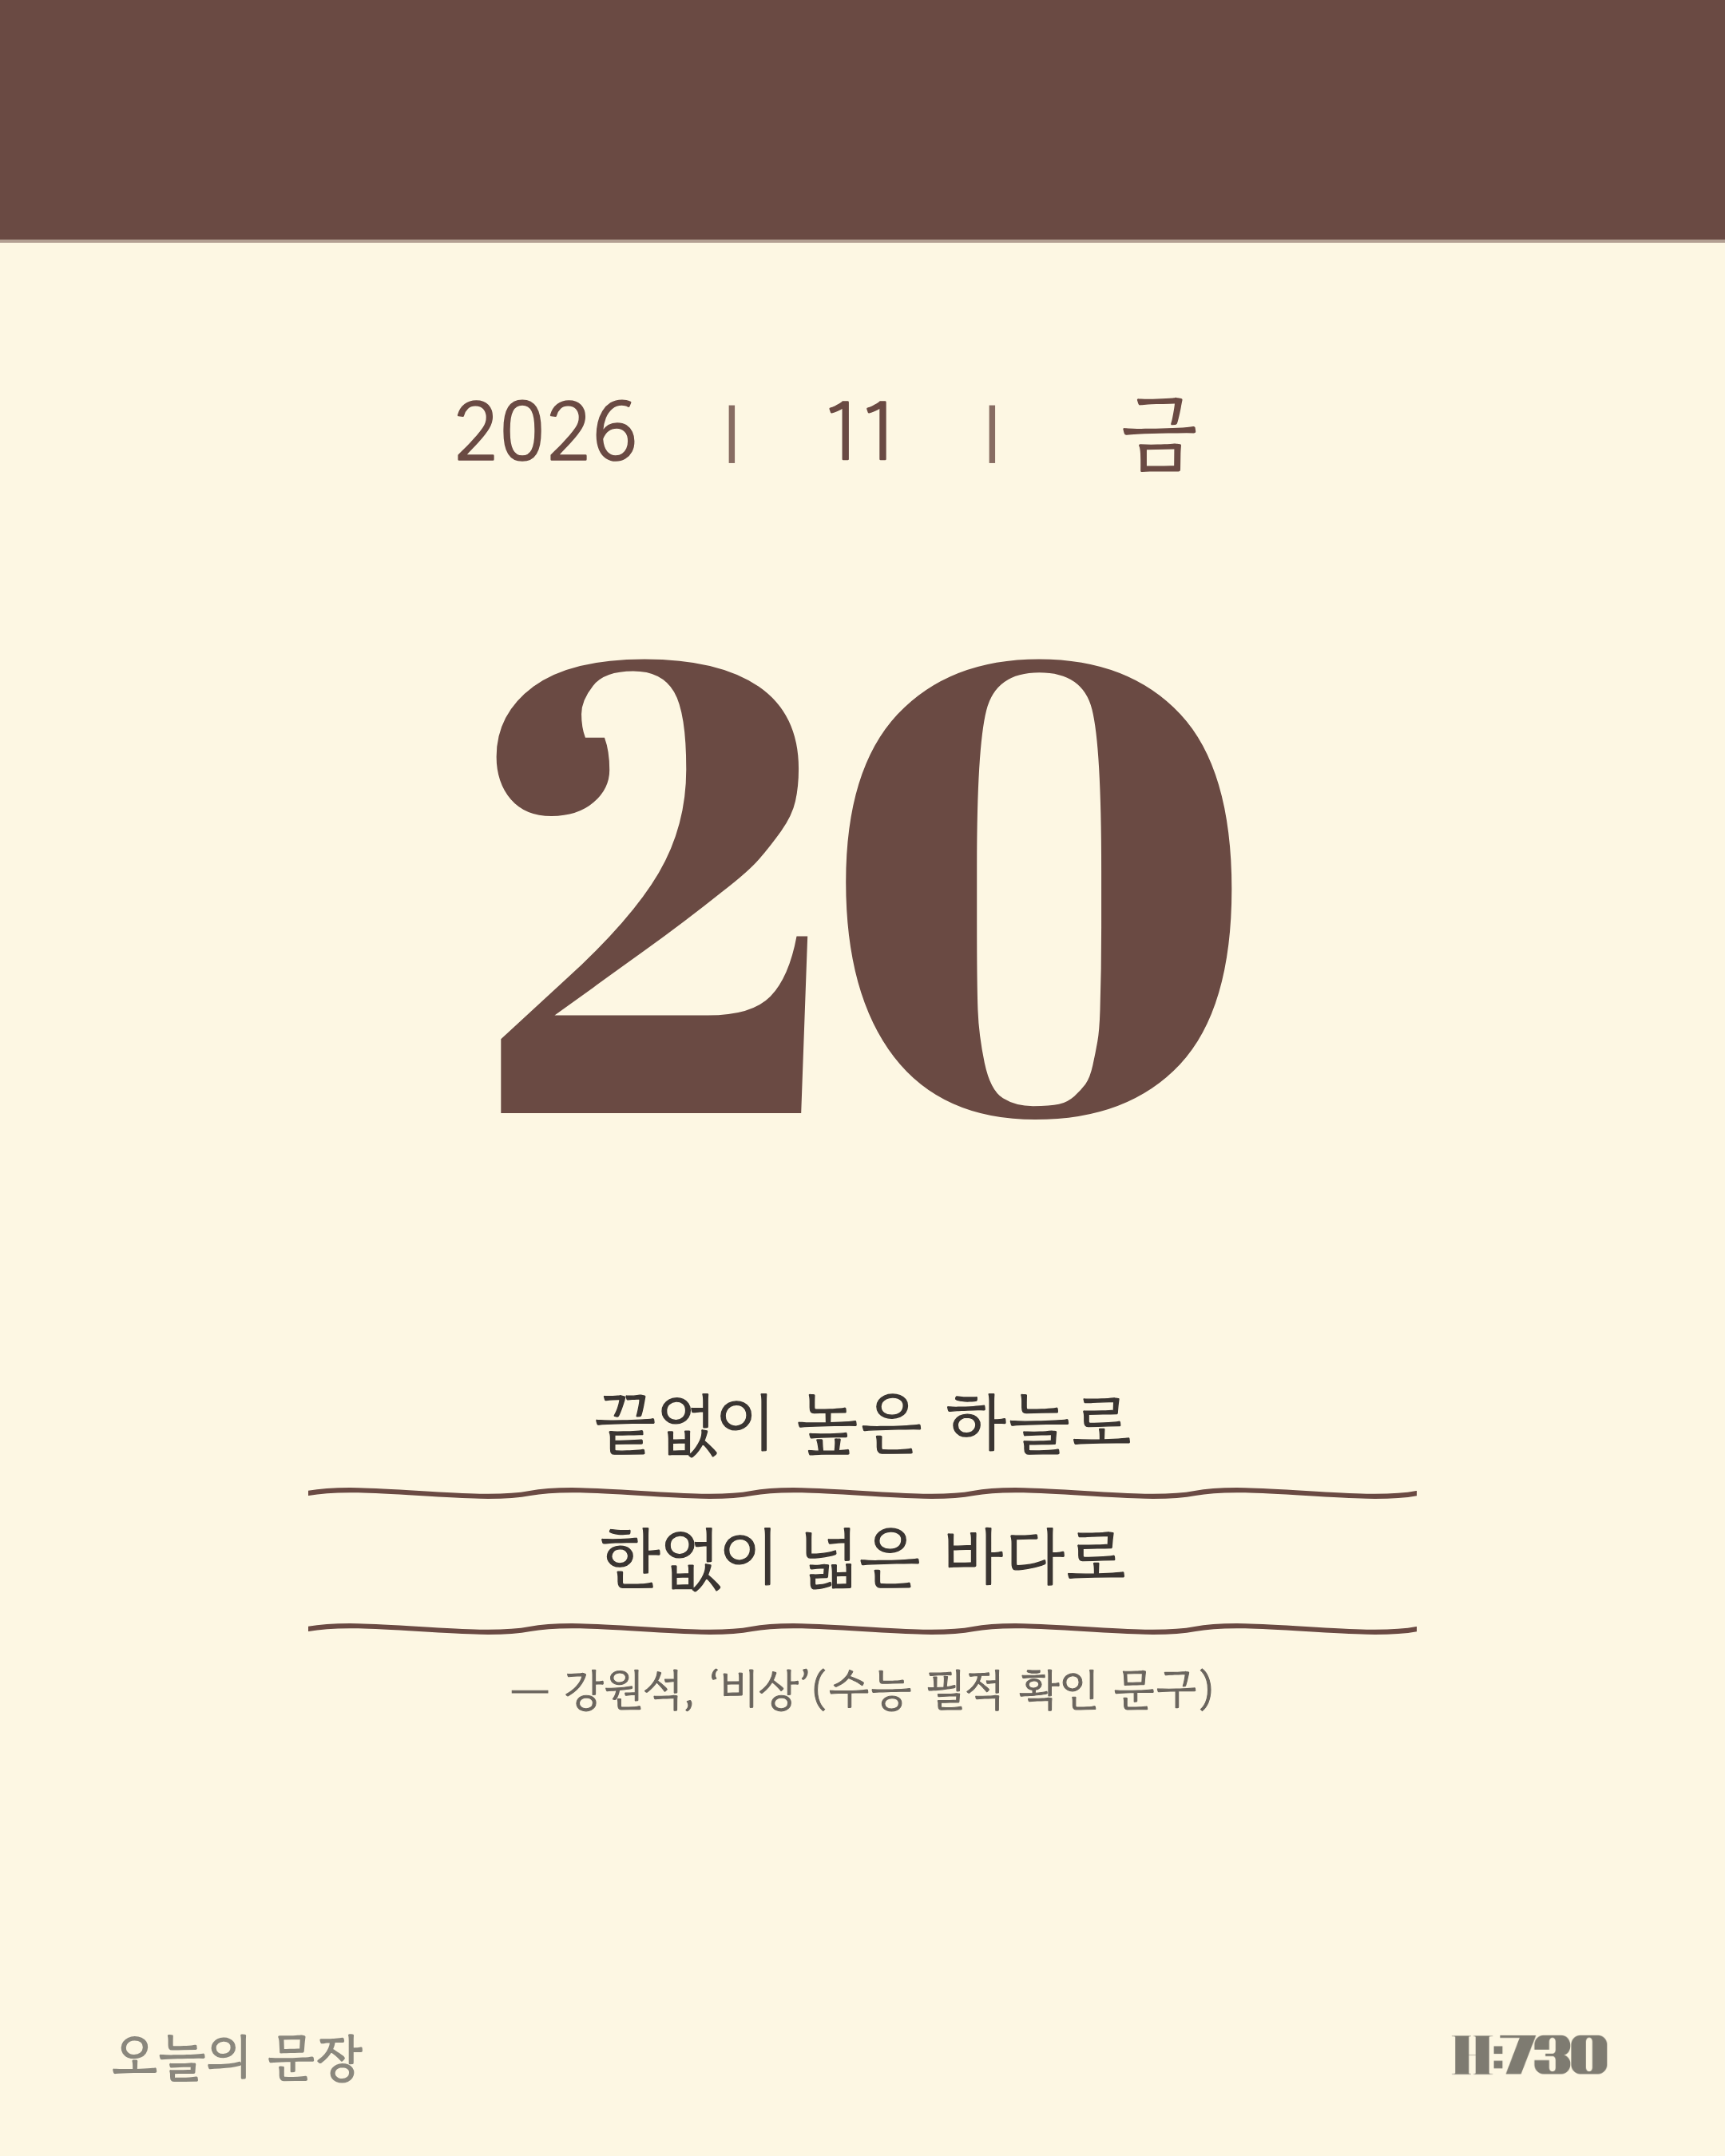 2026 | 11 | 금
20
끝없이 높은 하늘로
한없이 넓은 바다로
— 강원석, ‘비상’(수능 필적 확인 문구)
오늘의 문장
H:730